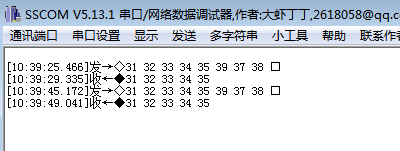 SSCOM V5.13.1 串口/网络数据调试器,作者:大虾丁丁,2618058@qq.c
通讯端口 串口设置 显示 发送 多字符串 小工具 帮助 联系作者
[10:39:25.466]发→◇31 32 33 34 35 39 37 38 □
[10:39:29.335]收←◆31 32 33 34 35
[10:39:45.172]发→◇31 32 33 34 35 39 37 38 □
[10:39:49.041]收←◆31 32 33 34 35